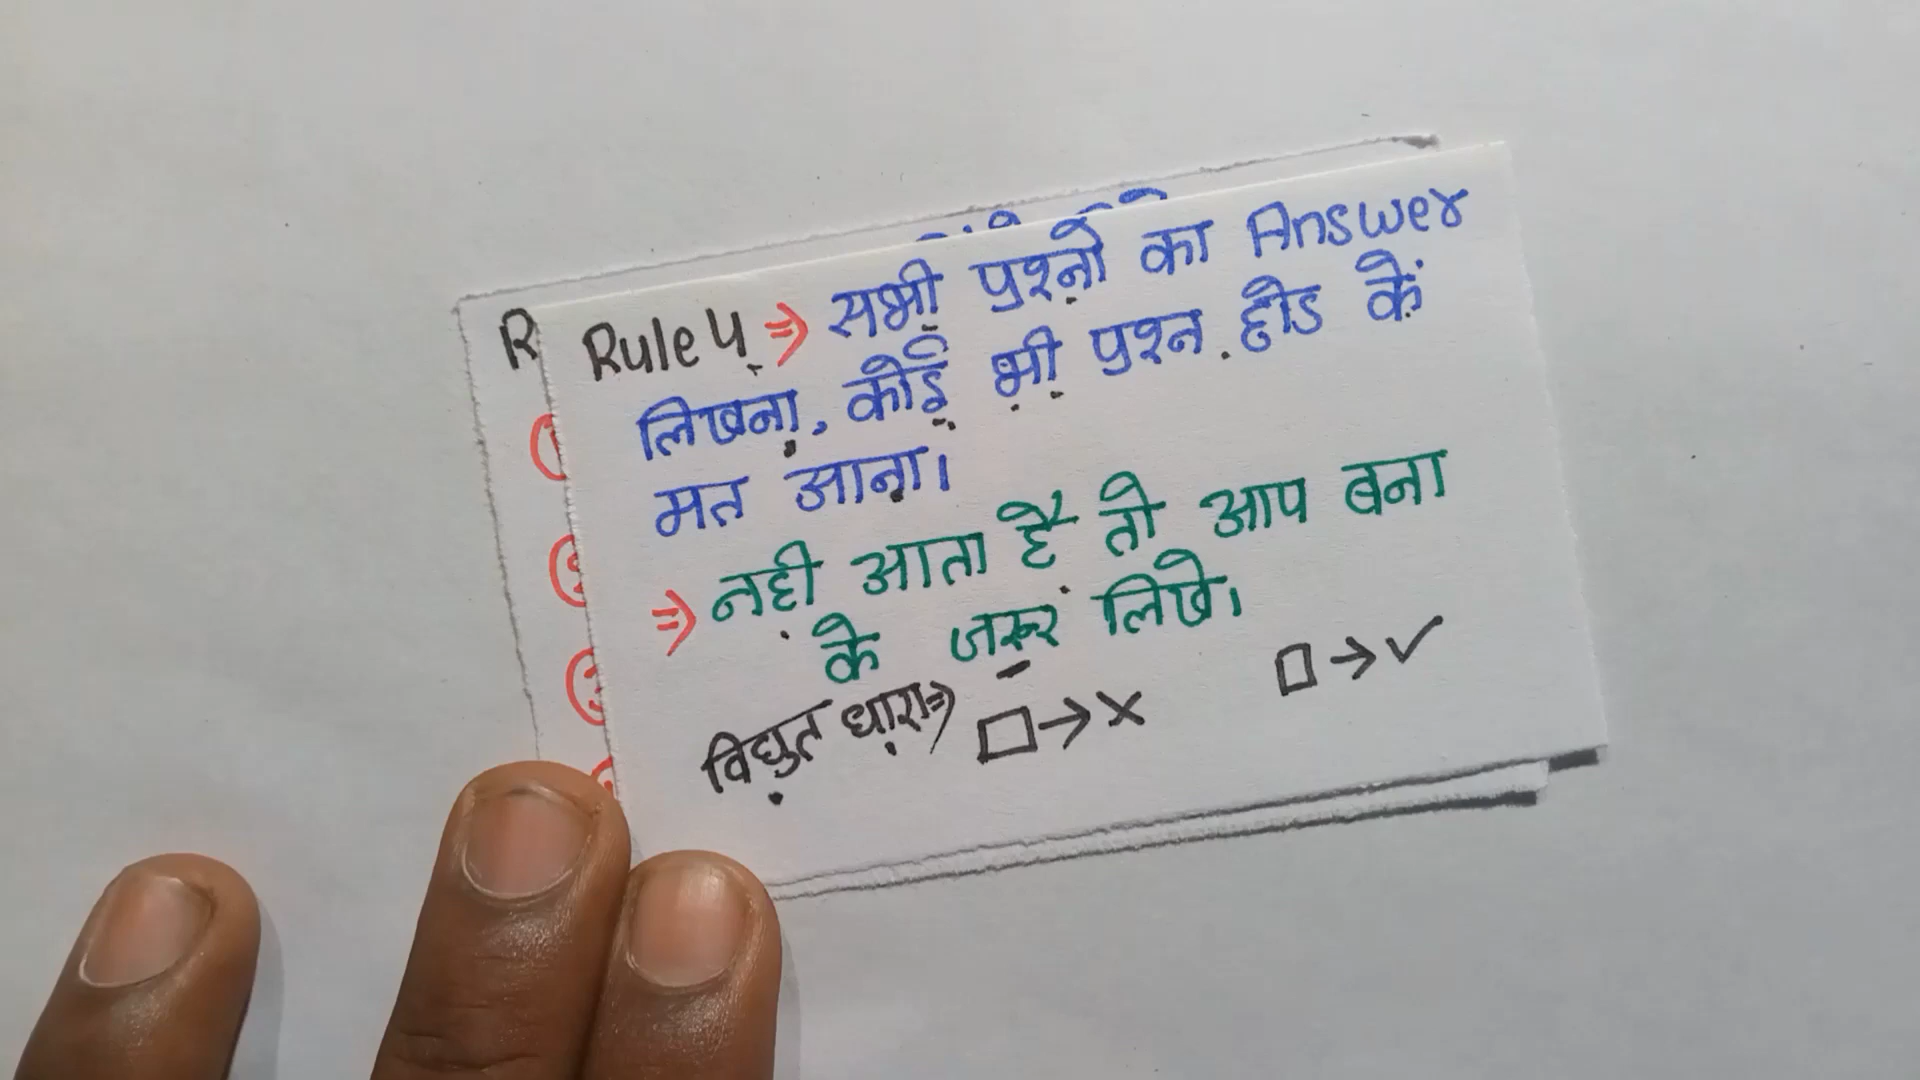 Rule 4 ⇒ सभी प्रश्नों का Answer
लिखना, कोई भी प्रश्न छोड कें
मत आना।
⇒ नही आता है तो आप बना
के जरूर लिखे।
विद्युत धारा⇒ □→× □→✓
R